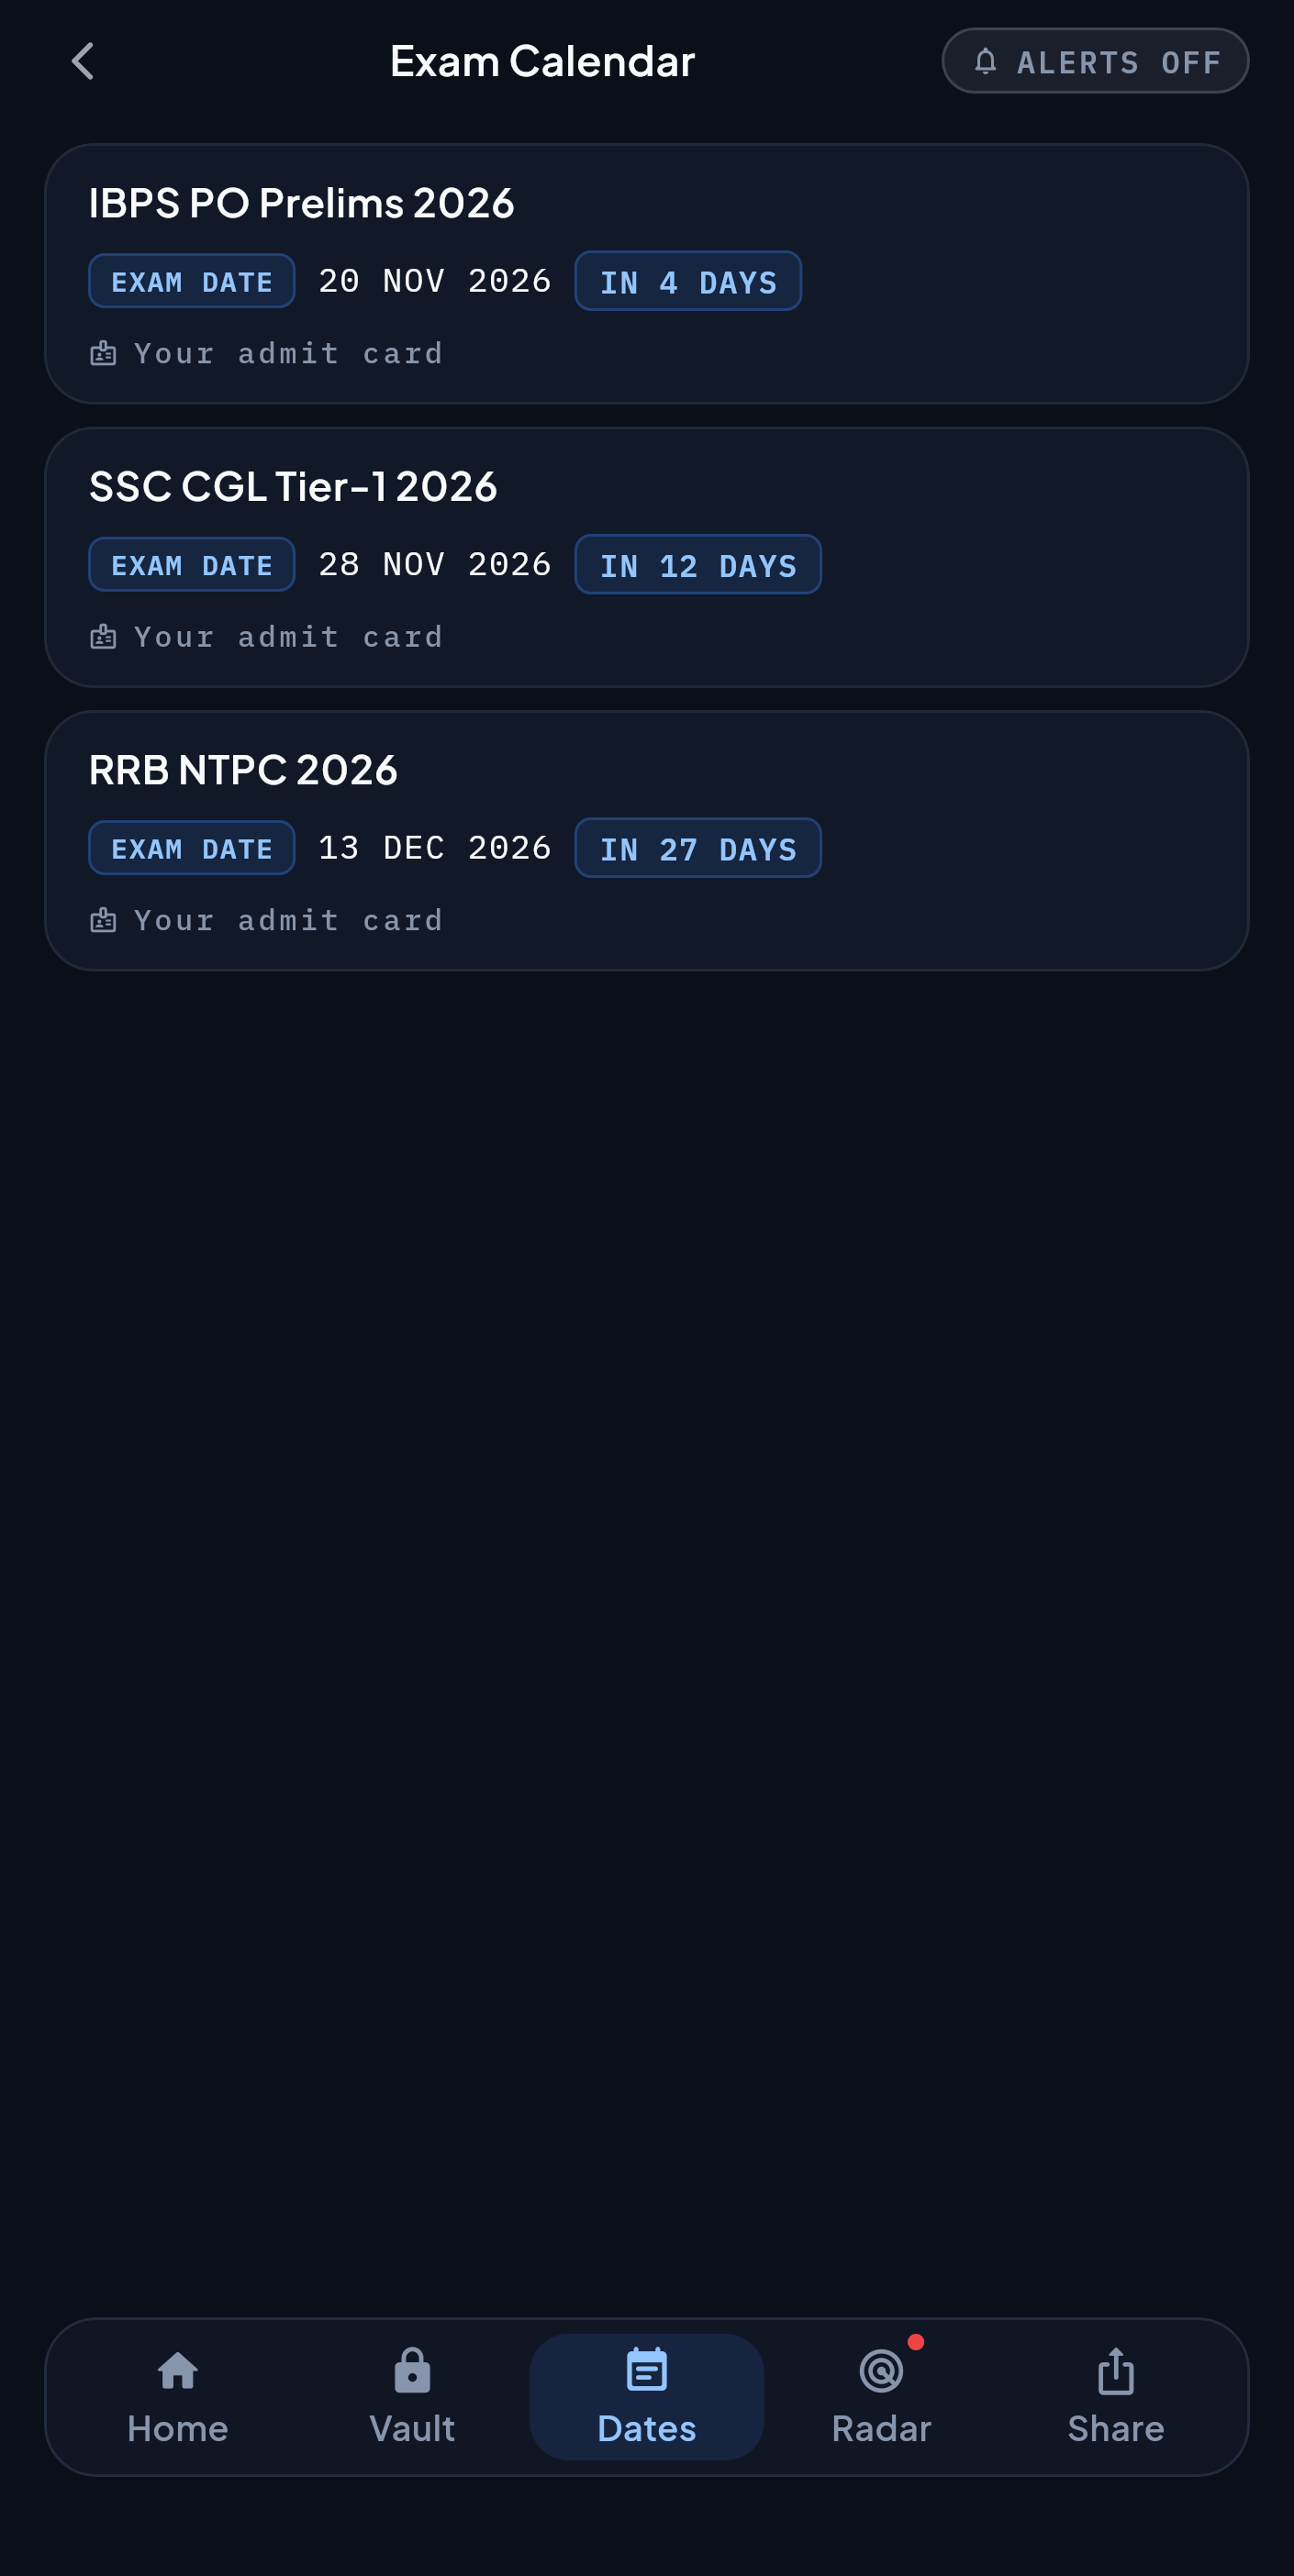 Exam Calendar
ALERTS OFF
IBPS PO Prelims 2026
EXAM DATE 20 NOV 2026 IN 4 DAYS
Your admit card
SSC CGL Tier-1 2026
EXAM DATE 28 NOV 2026 IN 12 DAYS
Your admit card
RRB NTPC 2026
EXAM DATE 13 DEC 2026 IN 27 DAYS
Your admit card
Home Vault Dates Radar Share